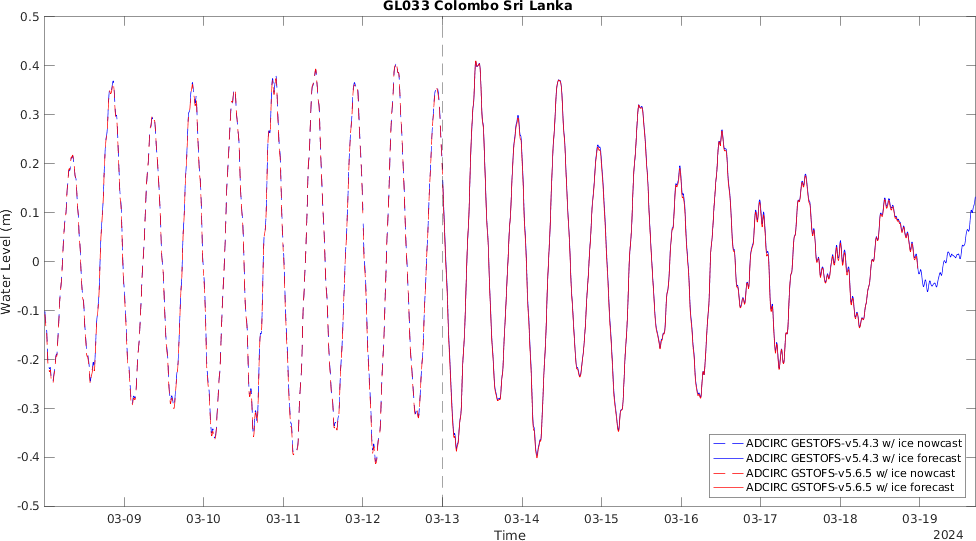 GL033 Colombo Sri Lanka
0.5
0.4
0.3
0.2
0.1
0
-0.1
-0.2
-0.3
-0.4
-0.5
Water Level (m)
ADCIRC GESTOFS-v5.4.3 w/ ice nowcast
ADCIRC GESTOFS-v5.4.3 w/ ice forecast
ADCIRC GSTOFS-v5.6.5 w/ ice nowcast
ADCIRC GSTOFS-v5.6.5 w/ ice forecast
03-09 03-10 03-11 03-12 03-13 03-14 03-15 03-16 03-17 03-18 03-19
Time
2024